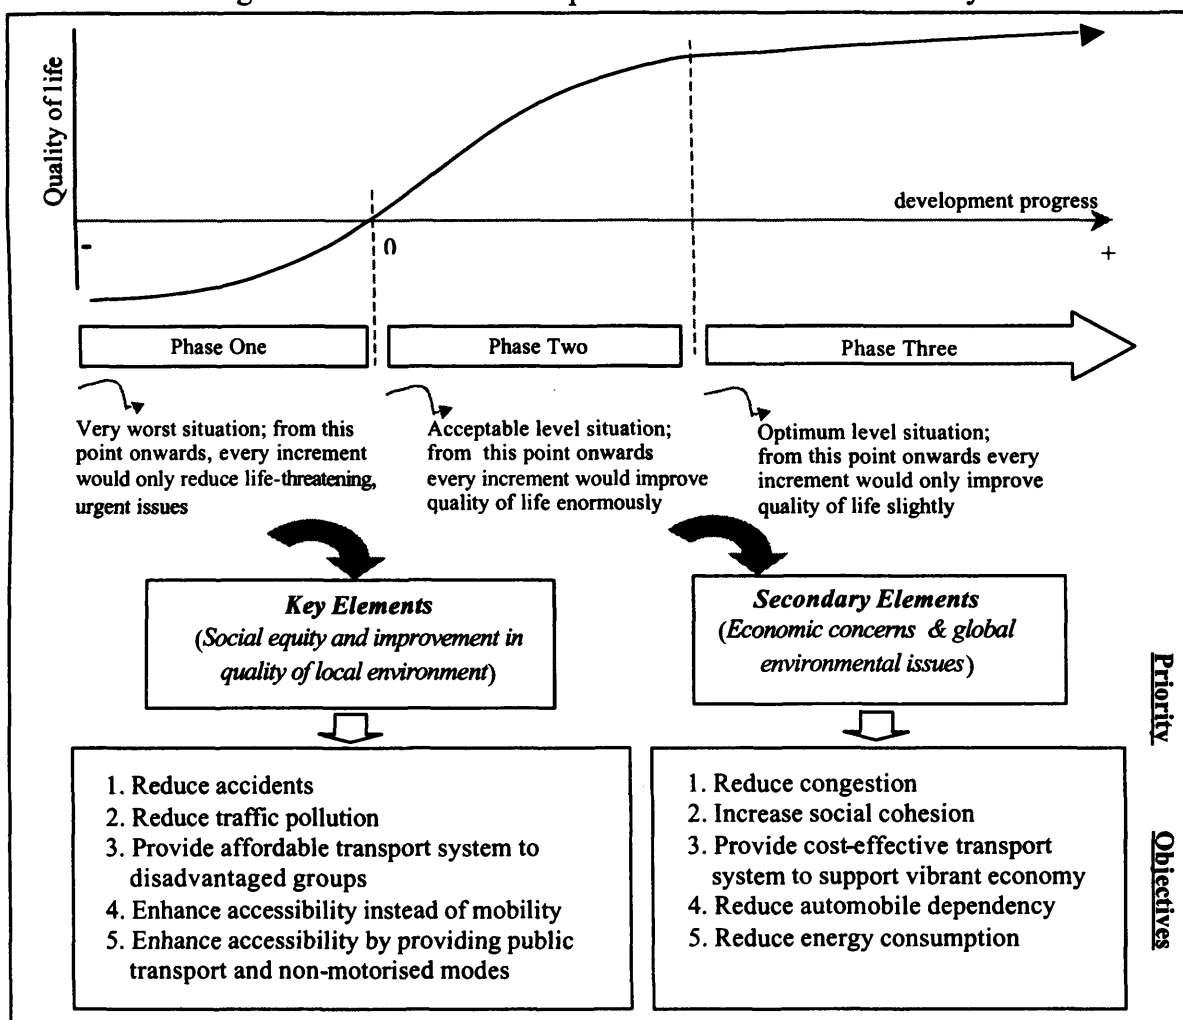 Quality of life
development progress
-
0
+
Phase One
Phase Two
Phase Three
Very worst situation; from this
point onwards, every increment
would only reduce life-threatening,
urgent issues
Acceptable level situation;
from this point onwards
every increment would improve
quality of life enormously
Optimum level situation;
from this point onwards every
increment would only improve
quality of life slightly
Key Elements
(Social equity and improvement in
quality of local environment)
Secondary Elements
(Economic concerns & global
environmental issues)
Priority
1. Reduce accidents
2. Reduce traffic pollution
3. Provide affordable transport system to
disadvantaged groups
4. Enhance accessibility instead of mobility
5. Enhance accessibility by providing public
transport and non-motorised modes
1. Reduce congestion
2. Increase social cohesion
3. Provide cost-effective transport
system to support vibrant economy
4. Reduce automobile dependency
5. Reduce energy consumption
Objectives